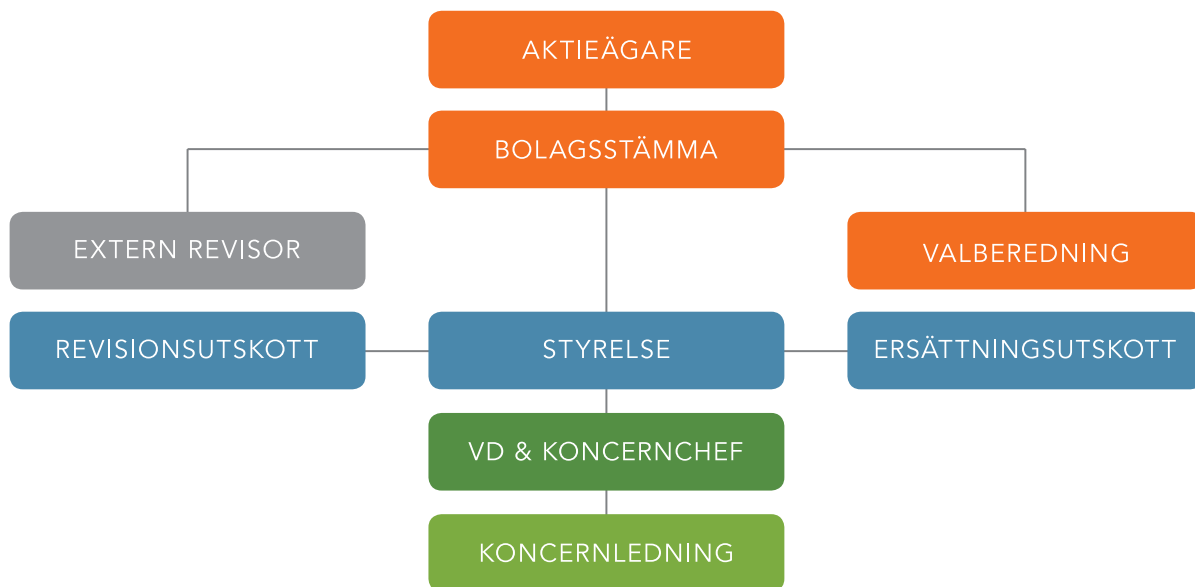 AKTIEÄGARE
BOLAGSSTÄMMA
EXTERN REVISOR
VALBEREDNING
REVISIONSUTSKOTT
STYRELSE
ERSÄTTNINGSUTSKOTT
VD & KONCERNCHEF
KONCERNLEDNING